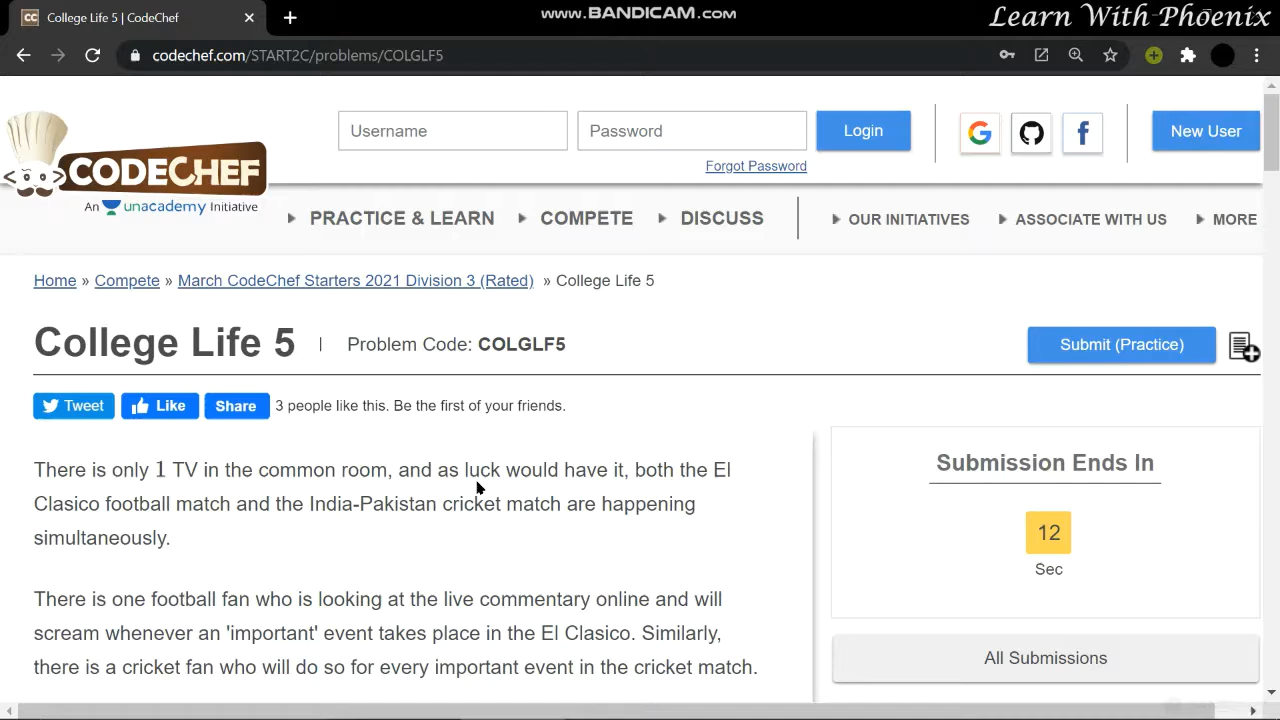 College Life 5 | CodeChef
www.BANDICAM.com
Learn With Phoenix
codechef.com/START2C/problems/COLGLF5
Username
Password
Login
New User
Forgot Password
CODECHEF
An unacademy Initiative
PRACTICE & LEARN
COMPETE
DISCUSS
OUR INITIATIVES
ASSOCIATE WITH US
MORE
Home » Compete » March CodeChef Starters 2021 Division 3 (Rated) » College Life 5
College Life 5
Problem Code: COLGLF5
Submit (Practice)
Tweet
Like
Share
3 people like this. Be the first of your friends.
There is only 1 TV in the common room, and as luck would have it, both the El
Clasico football match and the India-Pakistan cricket match are happening
simultaneously.
There is one football fan who is looking at the live commentary online and will
scream whenever an 'important' event takes place in the El Clasico. Similarly,
there is a cricket fan who will do so for every important event in the cricket match.
Submission Ends In
12
Sec
All Submissions